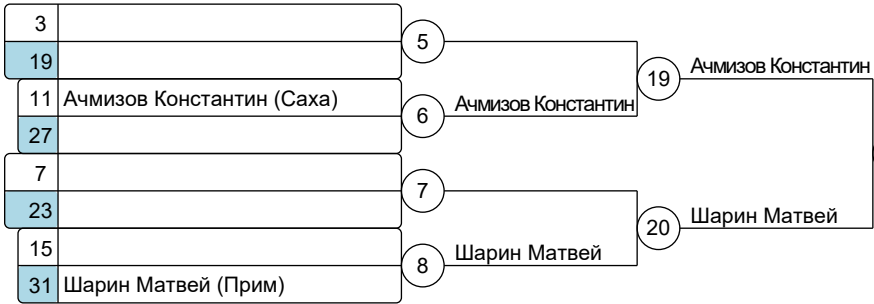 3
5
19
Ачмизов Константин
19
11 Ачмизов Константин (Саха)
6
Ачмизов Константин
27
7
7
23
20
Шарин Матвей
15
8
Шарин Матвей
31 Шарин Матвей (Прим)